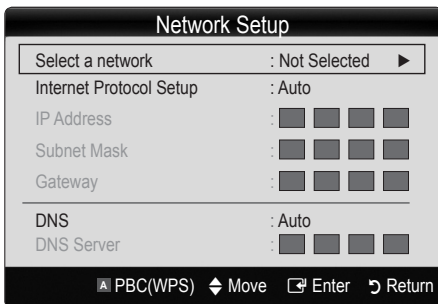 Network Setup
Select a network : Not Selected ▶
Internet Protocol Setup : Auto
IP Address :
Subnet Mask :
Gateway :
DNS : Auto
DNS Server :
A PBC(WPS) Move Enter Return